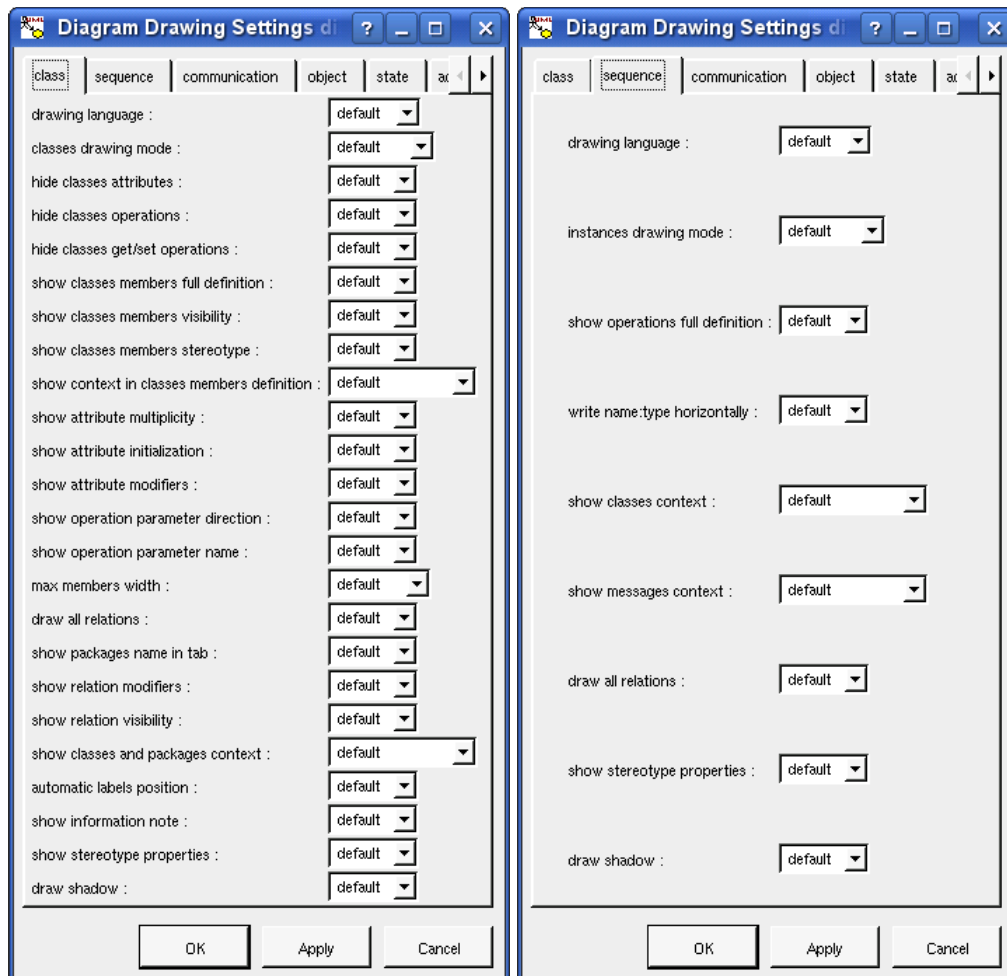 Diagram Drawing Settings di
class sequence communication object state
drawing language : default
classes drawing mode : default
hide classes attributes : default
hide classes operations : default
hide classes get/set operations : default
show classes members full definition : default
show classes members visibility : default
show classes members stereotype : default
show context in classes members definition : default
show attribute multiplicity : default
show attribute initialization : default
show attribute modifiers : default
show operation parameter direction : default
show operation parameter name : default
max members width : default
draw all relations : default
show packages name in tab : default
show relation modifiers : default
show relation visibility : default
show classes and packages context : default
automatic labels position : default
show information note : default
show stereotype properties : default
draw shadow : default
OK Apply Cancel
Diagram Drawing Settings di
class sequence communication object state
drawing language : default
instances drawing mode : default
show operations full definition : default
write name:type horizontally : default
show classes context : default
show messages context : default
draw all relations : default
show stereotype properties : default
draw shadow : default
OK Apply Cancel